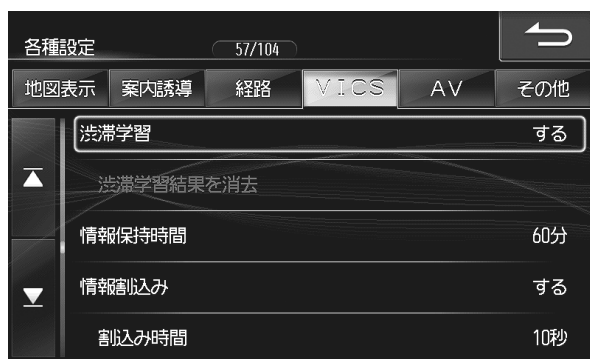 各種設定 57/104
地図表示 案内誘導 経路 VICS AV その他
渋滞学習 する
渋滞学習結果を消去
情報保持時間 60分
情報割込み する
割込み時間 10秒